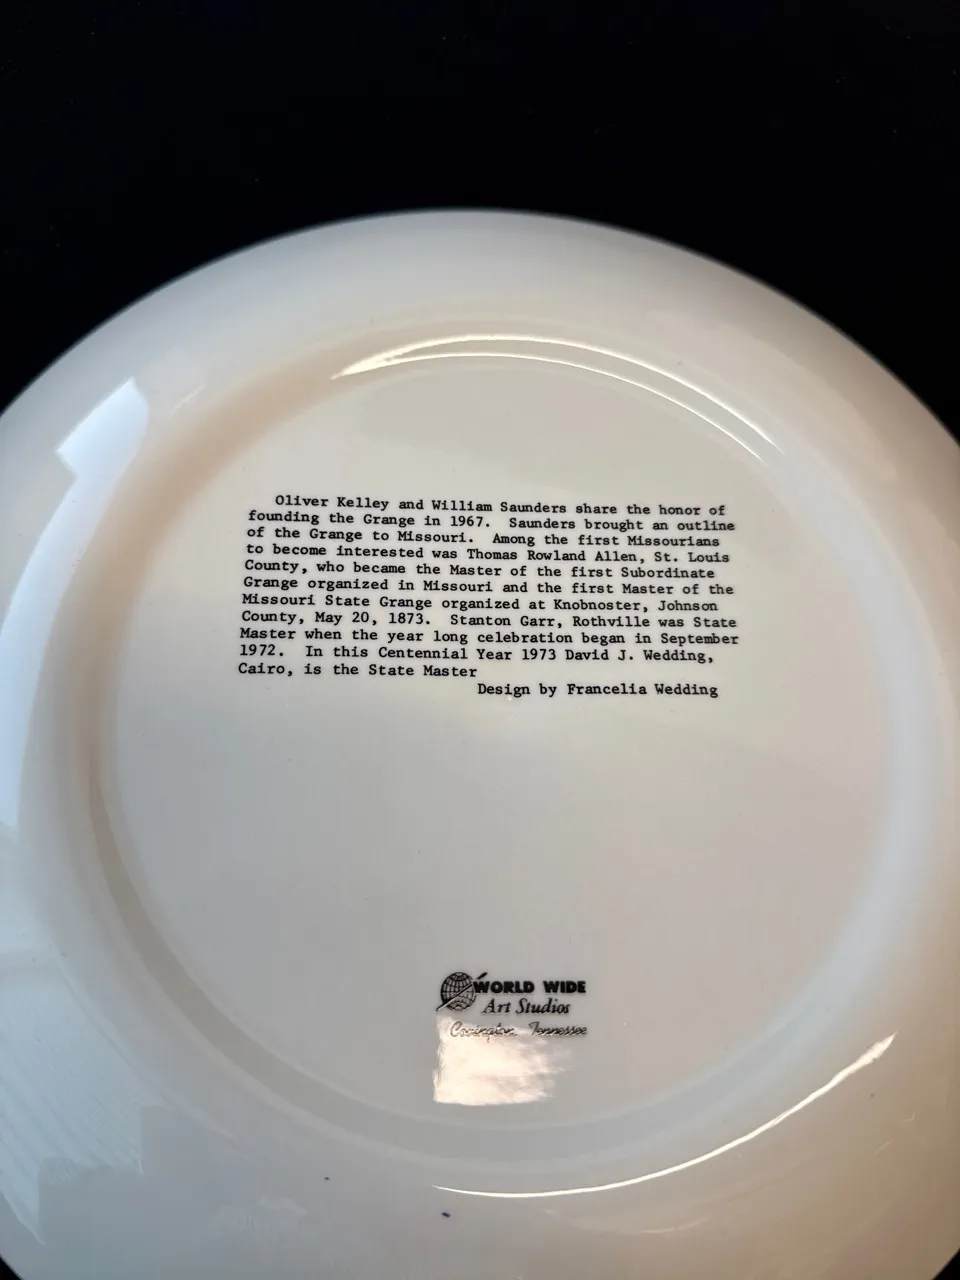 Oliver Kelley and William Saunders share the honor of
founding the Grange in 1967. Saunders brought an outline
of the Grange to Missouri. Among the first Missourians
to become interested was Thomas Rowland Allen, St. Louis
County, who became the Master of the first Subordinate
Grange organized in Missouri and the first Master of the
Missouri State Grange organized at Knobnoster, Johnson
County, May 20, 1873. Stanton Garr, Rothville was State
Master when the year long celebration began in September
1972. In this Centennial Year 1973 David J. Wedding,
Cairo, is the State Master
Design by Francelia Wedding
WORLD WIDE
Art Studios
Covington, Tennessee